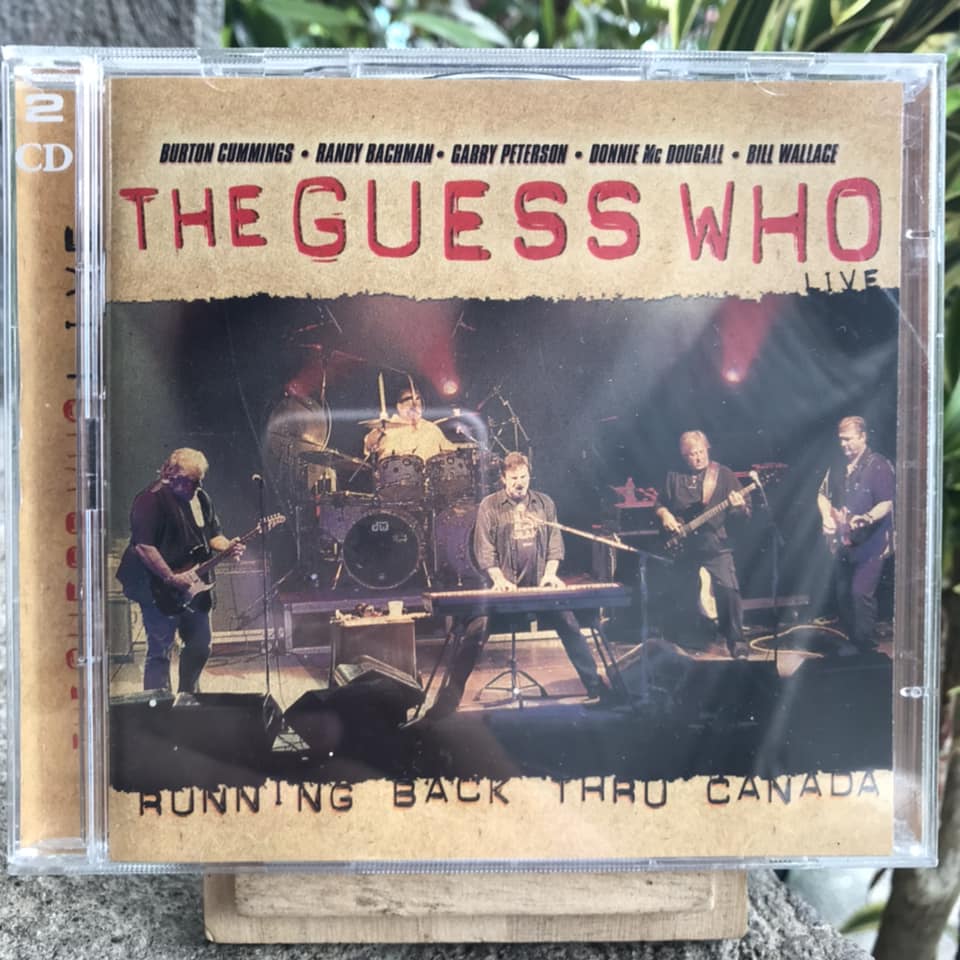 2
CD
BURTON CUMMINGS • RANDY BACHMAN • GARRY PETERSON • DONNIE Mc DOUGALL • BILL WALLACE
THE GUESS WHO
LIVE
dw
RUNNING BACK THRU CANADA